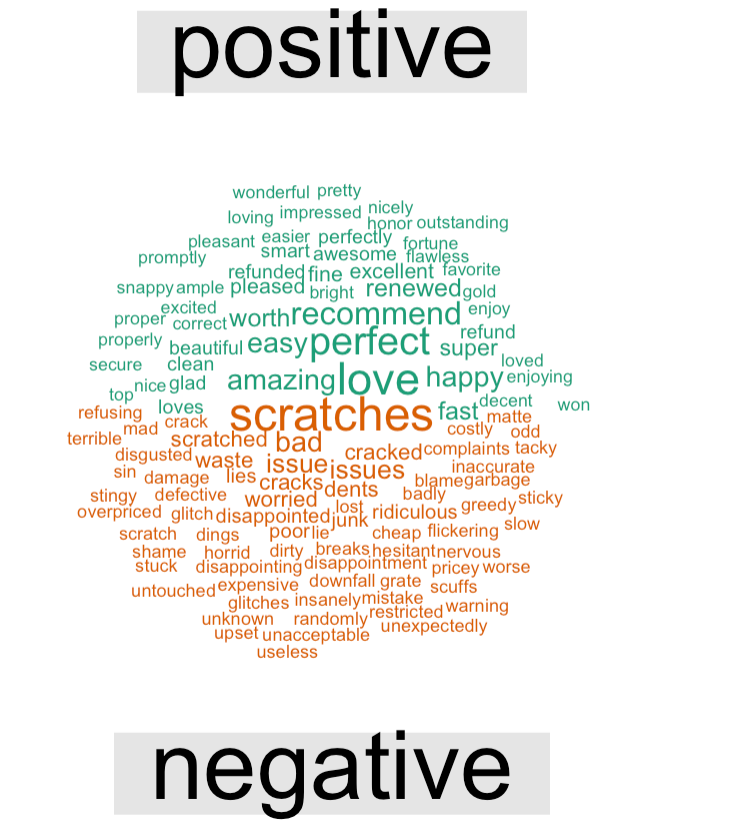 positive
wonderful pretty
loving impressed nicely
honor outstanding
pleasant easier perfectly fortune
promptly smart awesome flawless
refunded fine excellent favorite
snappy ample pleased bright renewed gold
excited worth recommend enjoy
proper correct
properly beautiful easy perfect super refund
secure clean loved
top nice glad amazing love happy enjoying
loves fast decent won
refusing crack scratches costly matte
terrible mad scratched bad odd
disgusted waste issue issues cracked complaints tacky
sin damage lies cracks blame garbage inaccurate
stingy defective worried dents badly sticky
overpriced glitch disappointed lost junk ridiculous greedy slow
scratch dings poor lie cheap flickering
shame horrid dirty breaks hesitant nervous
stuck disappointing disappointment pricey worse
untouched expensive downfall grate scuffs
glitches insanely mistake restricted warning
unknown randomly unexpectedly
upset unacceptable
useless
negative